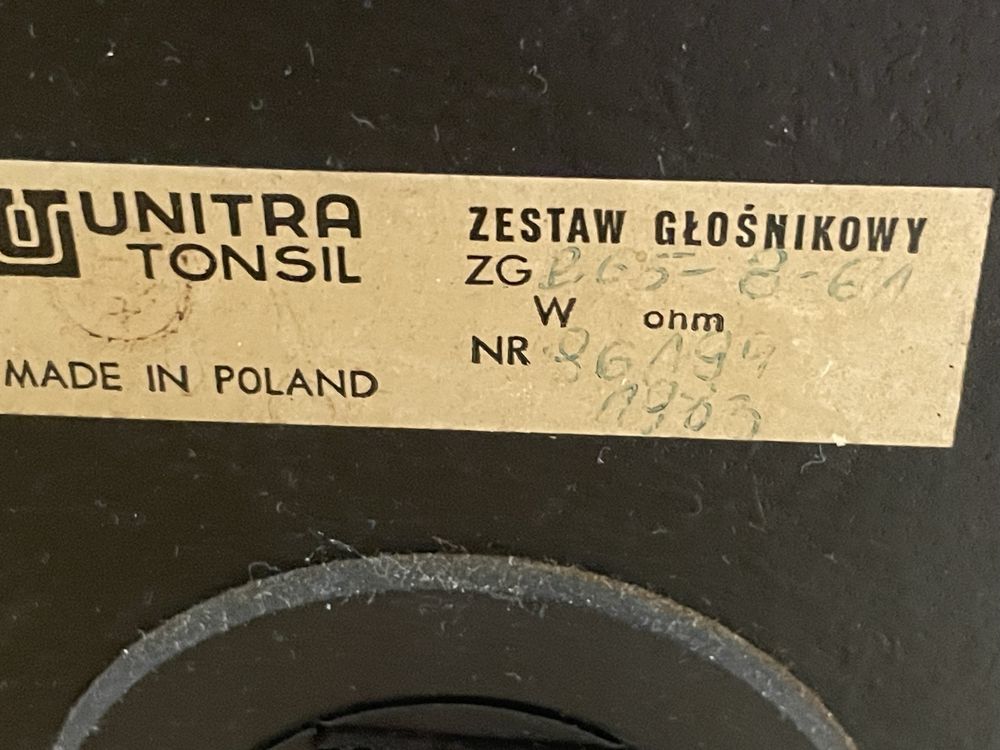 UNITRA
TONSIL
MADE IN POLAND
ZESTAW GŁOŚNIKOWY
ZG
W ohm
NR